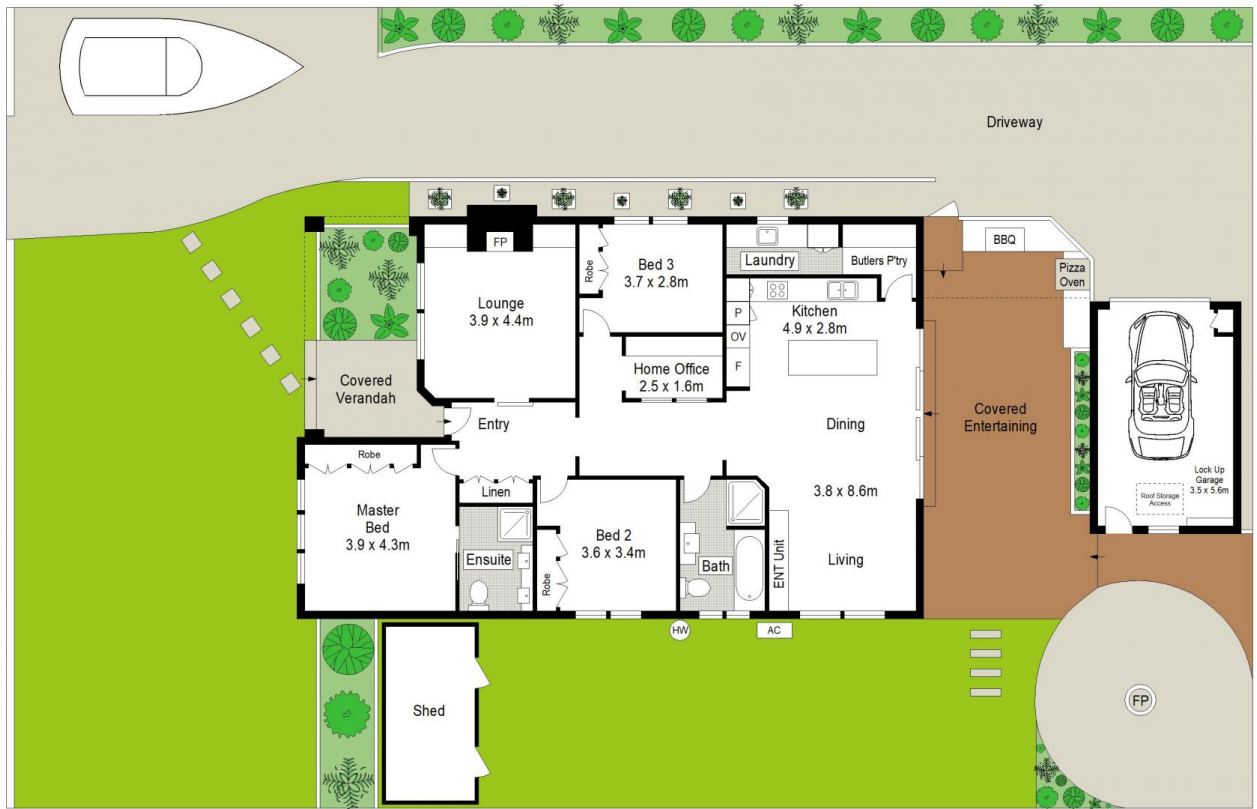 Driveway
BBQ
Pizza
Oven
FP
Lounge
3.9 x 4.4m
Robe
Bed 3
3.7 x 2.8m
Laundry
Butlers P'try
P
OV
F
Kitchen
4.9 x 2.8m
Home Office
2.5 x 1.6m
Covered
Verandah
Entry
Dining
Covered
Entertaining
Lock Up
Garage
3.5 x 5.6m
Roof Storage
Access
Robe
Master
Bed
3.9 x 4.3m
Linen
Ensuite
Robe
Bed 2
3.6 x 3.4m
Bath
ENT Unit
3.8 x 8.6m
Living
HW
AC
Shed
FP